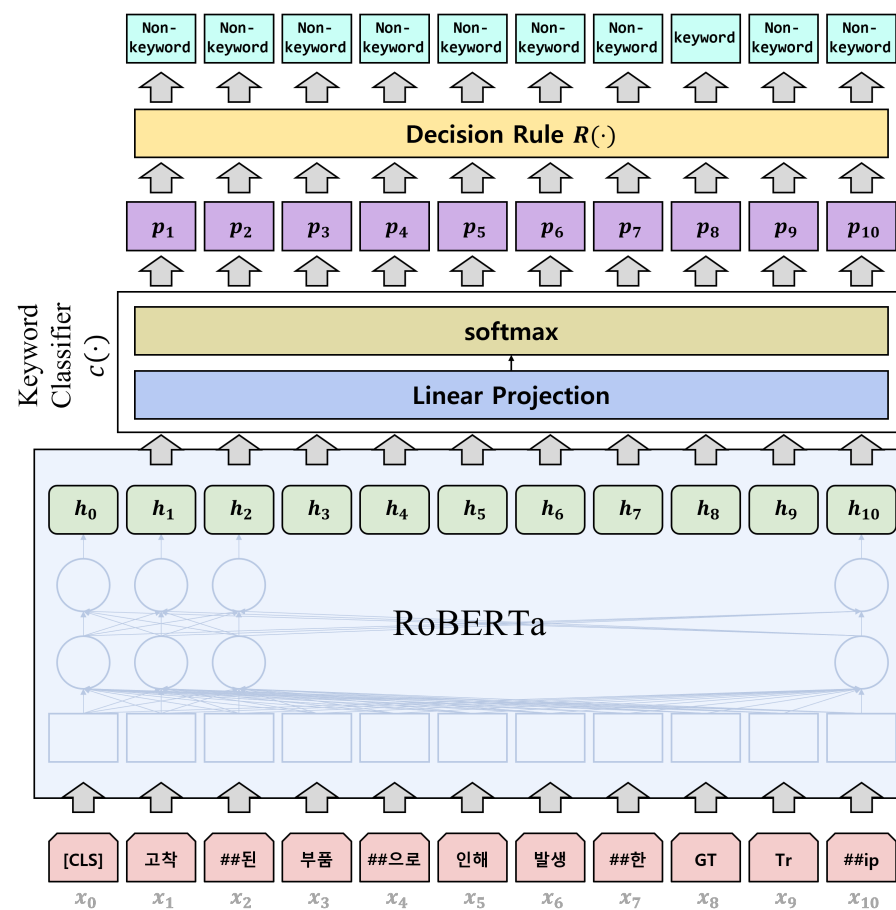 Non-keyword Non-keyword Non-keyword Non-keyword Non-keyword Non-keyword Non-keyword keyword Non-keyword Non-keyword
Decision Rule R(·)
p1 p2 p3 p4 p5 p6 p7 p8 p9 p10
Keyword
Classifier
c(·)
softmax
Linear Projection
h0 h1 h2 h3 h4 h5 h6 h7 h8 h9 h10
RoBERTa
[CLS] 고착 ##된 부품 ##으로 인해 발생 ##한 GT Tr ##ip
x0 x1 x2 x3 x4 x5 x6 x7 x8 x9 x10